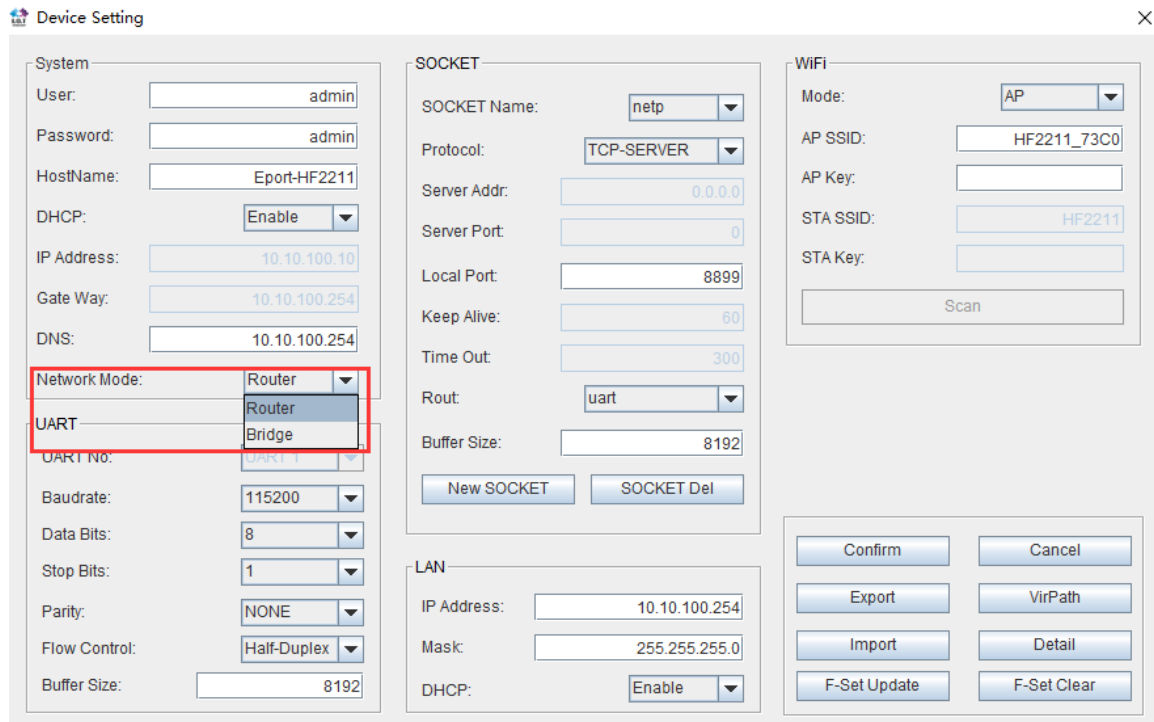 Device Setting
System
User: admin
Password: admin
HostName: Eport-HF2211
DHCP: Enable
IP Address: 10.10.100.10
Gate Way: 10.10.100.254
DNS: 10.10.100.254
Network Mode: Router
Router
Bridge
UART
UART No: UART 1
Baudrate: 115200
Data Bits: 8
Stop Bits: 1
Parity: NONE
Flow Control: Half-Duplex
Buffer Size: 8192
SOCKET
SOCKET Name: netp
Protocol: TCP-SERVER
Server Addr: 0.0.0.0
Server Port: 0
Local Port: 8899
Keep Alive: 60
Time Out: 300
Rout: uart
Buffer Size: 8192
New SOCKET SOCKET Del
LAN
IP Address: 10.10.100.254
Mask: 255.255.255.0
DHCP: Enable
WiFi
Mode: AP
AP SSID: HF2211_73C0
AP Key:
STA SSID: HF2211
STA Key:
Scan
Confirm Cancel
Export VirPath
Import Detail
F-Set Update F-Set Clear